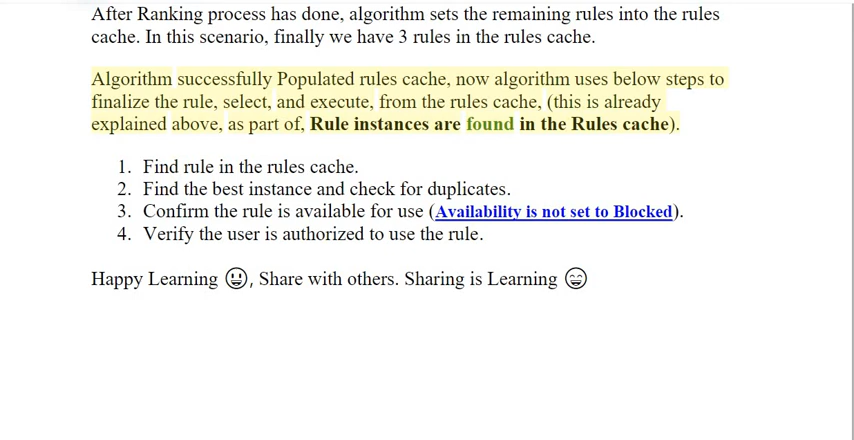 After Ranking process has done, algorithm sets the remaining rules into the rules
cache. In this scenario, finally we have 3 rules in the rules cache.
Algorithm successfully Populated rules cache, now algorithm uses below steps to
finalize the rule, select, and execute, from the rules cache, (this is already
explained above, as part of, Rule instances are found in the Rules cache).
1. Find rule in the rules cache.
2. Find the best instance and check for duplicates.
3. Confirm the rule is available for use (Availability is not set to Blocked).
4. Verify the user is authorized to use the rule.
Happy Learning 😃, Share with others. Sharing is Learning 😄